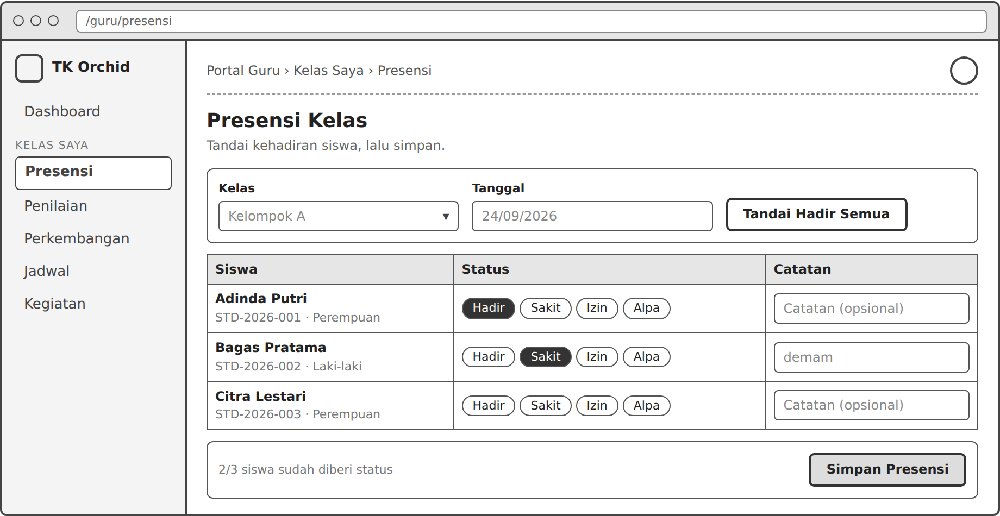 /guru/presensi
TK Orchid
Dashboard
KELAS SAYA
Presensi
Penilaian
Perkembangan
Jadwal
Kegiatan
Portal Guru › Kelas Saya › Presensi
Presensi Kelas
Tandai kehadiran siswa, lalu simpan.
Kelas
Tanggal
Kelompok A ▼
24/09/2026
Tandai Hadir Semua
Siswa
Status
Catatan
Adinda Putri
STD-2026-001 · Perempuan
Hadir Sakit Izin Alpa
Catatan (opsional)
Bagas Pratama
STD-2026-002 · Laki-laki
Hadir Sakit Izin Alpa
demam
Citra Lestari
STD-2026-003 · Perempuan
Hadir Sakit Izin Alpa
Catatan (opsional)
2/3 siswa sudah diberi status
Simpan Presensi